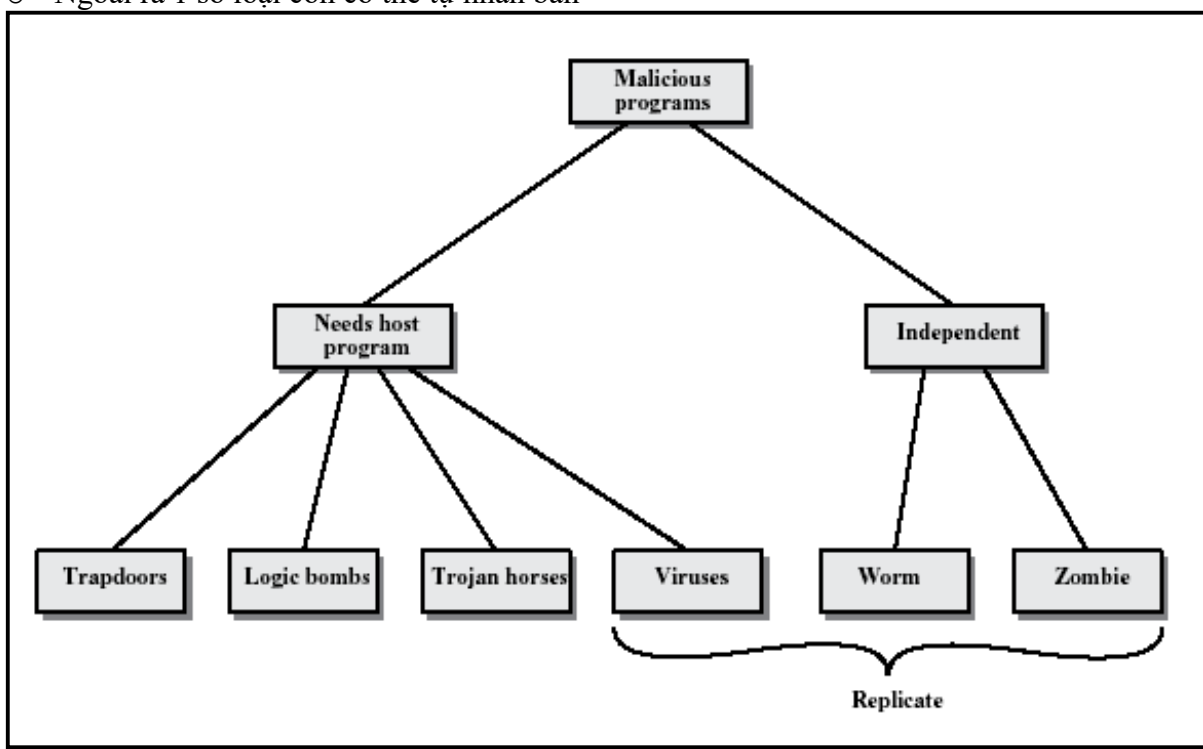 Malicious
programs
Needs host
program
Independent
Trapdoors
Logic bombs
Trojan horses
Viruses
Worm
Zombie
Replicate